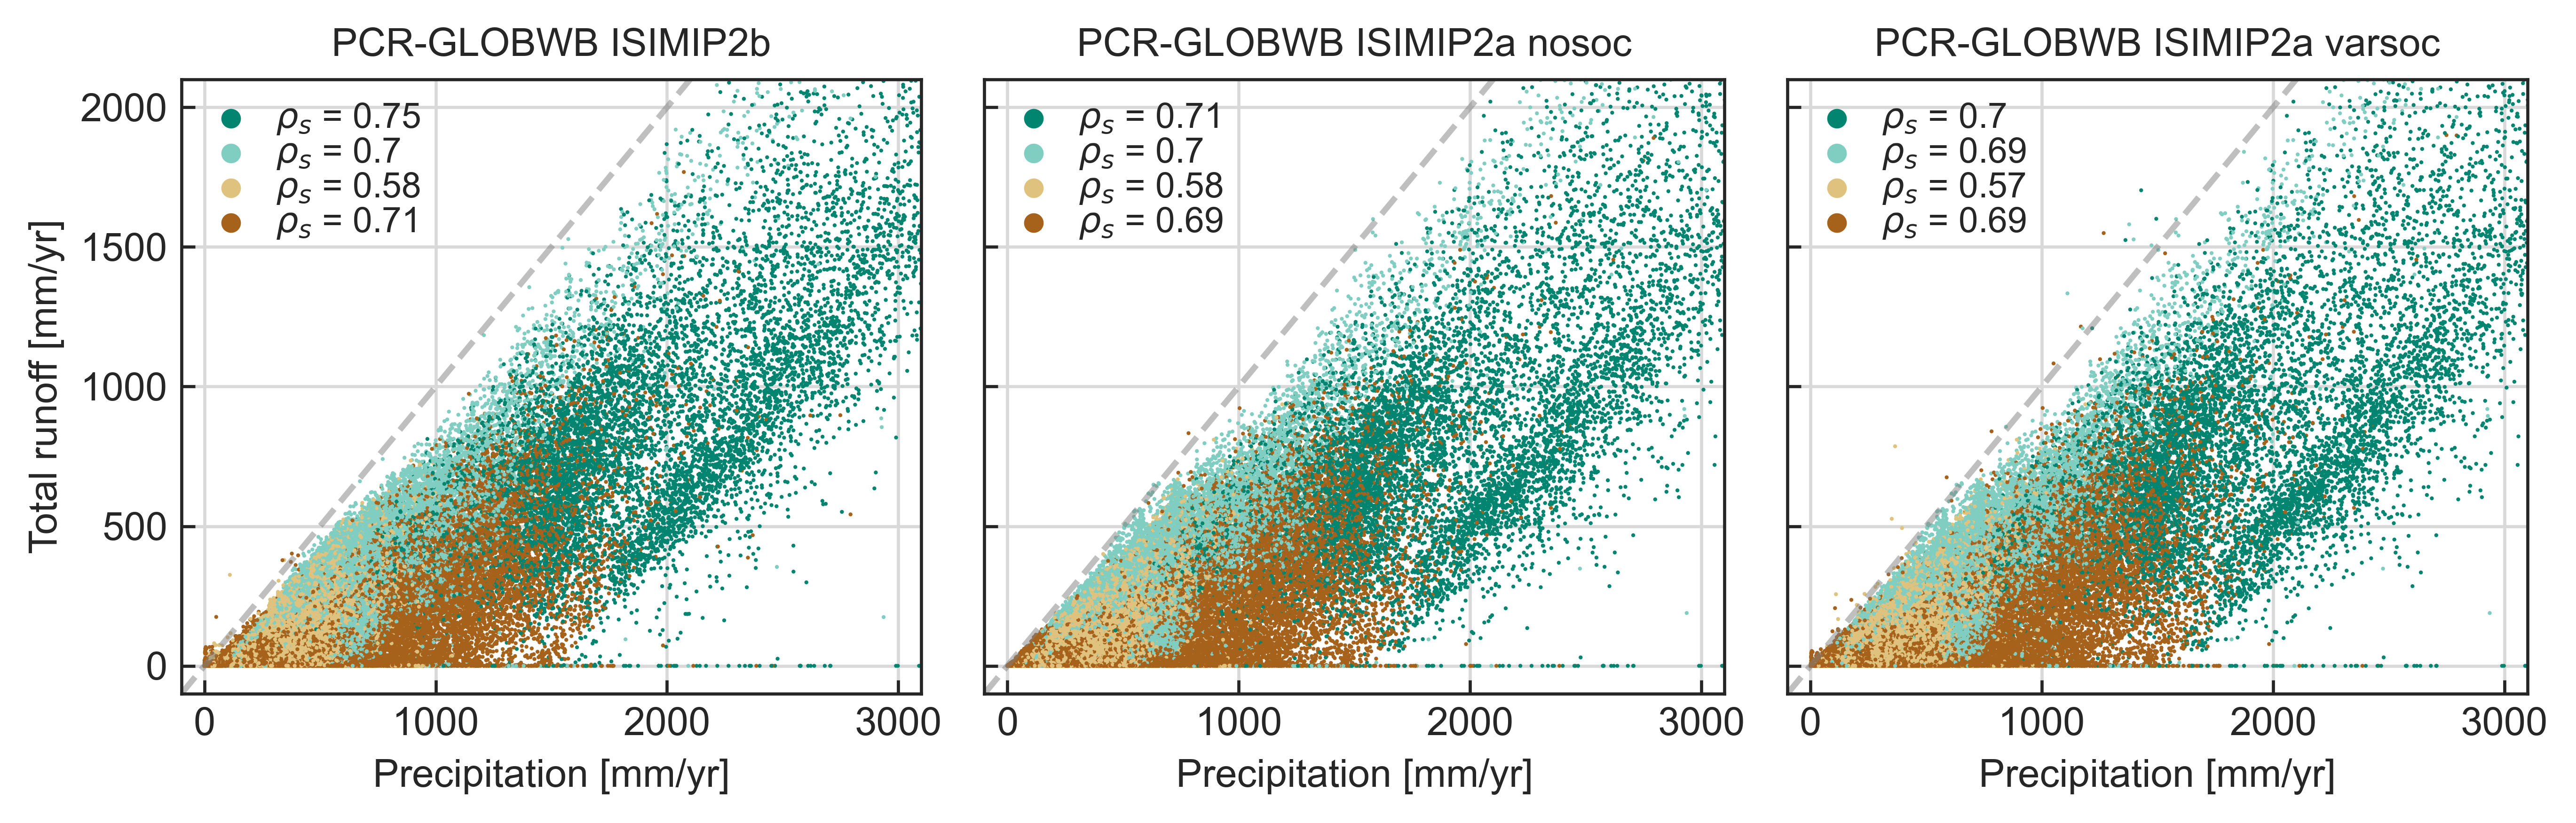 PCR-GLOBWB ISIMIP2b
PCR-GLOBWB ISIMIP2a nosoc
PCR-GLOBWB ISIMIP2a varsoc
Total runoff [mm/yr]
2000
1500
1000
500
0
ρs = 0.75
ρs = 0.7
ρs = 0.58
ρs = 0.71
ρs = 0.71
ρs = 0.7
ρs = 0.58
ρs = 0.69
ρs = 0.7
ρs = 0.69
ρs = 0.57
ρs = 0.69
0 1000 2000 3000
0 1000 2000 3000
0 1000 2000 3000
Precipitation [mm/yr]
Precipitation [mm/yr]
Precipitation [mm/yr]